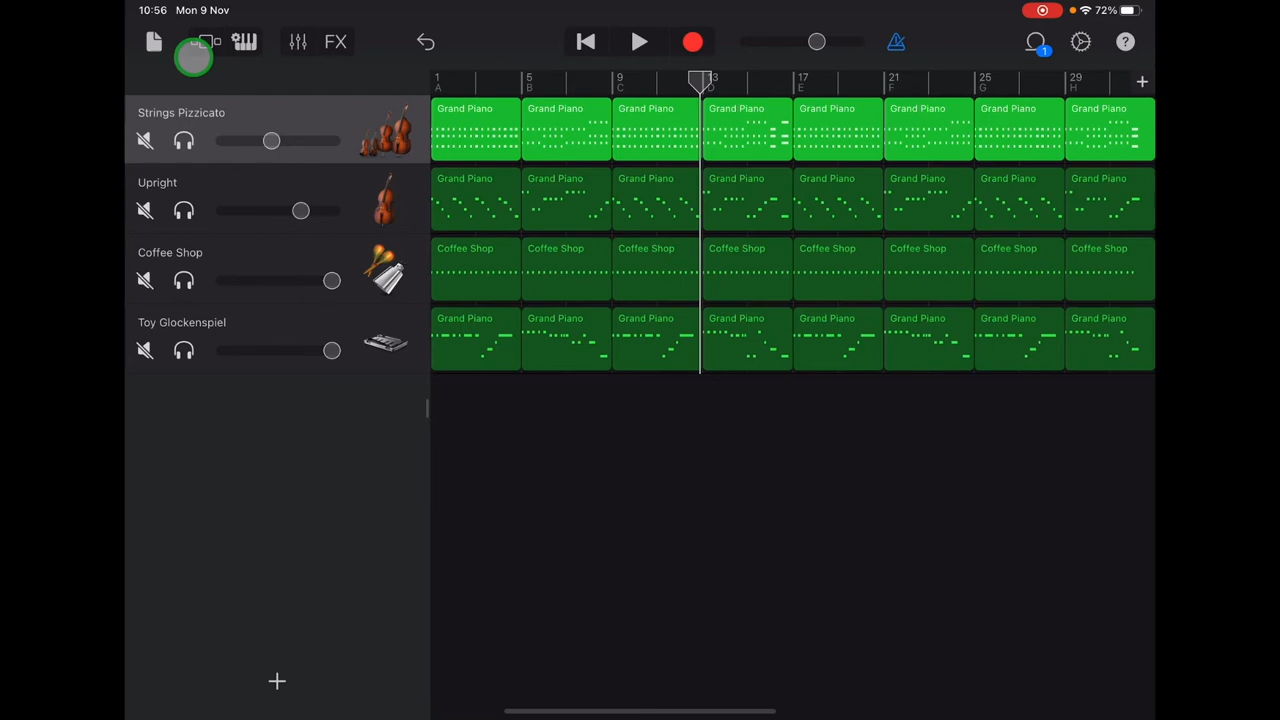 10:56 Mon 9 Nov 72%
FX
1
1 5 9 13 17 21 25 29 +
A B C D E F G H
Strings Pizzicato
Grand Piano Grand Piano Grand Piano Grand Piano Grand Piano Grand Piano Grand Piano Grand Piano
Upright
Grand Piano Grand Piano Grand Piano Grand Piano Grand Piano Grand Piano Grand Piano Grand Piano
Coffee Shop
Coffee Shop Coffee Shop Coffee Shop Coffee Shop Coffee Shop Coffee Shop Coffee Shop Coffee Shop
Toy Glockenspiel
Grand Piano Grand Piano Grand Piano Grand Piano Grand Piano Grand Piano Grand Piano Grand Piano
+